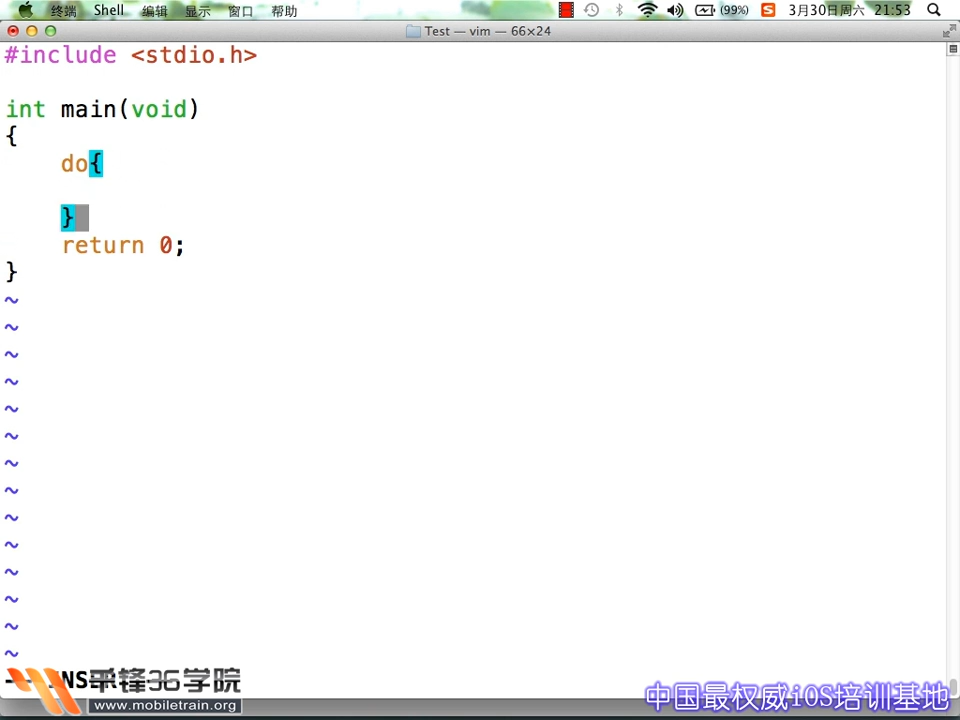 终端 Shell 编辑 显示 窗口 帮助 (99%) 3月30日周六 21:53
Test — vim — 66×24
#include <stdio.h>
int main(void)
{
do{
}
return 0;
}
~
~
~
~
~
~
~
~
~
~
~
~
~
~
千锋3G学院
www.mobiletrain.org
中国最权威iOS培训基地